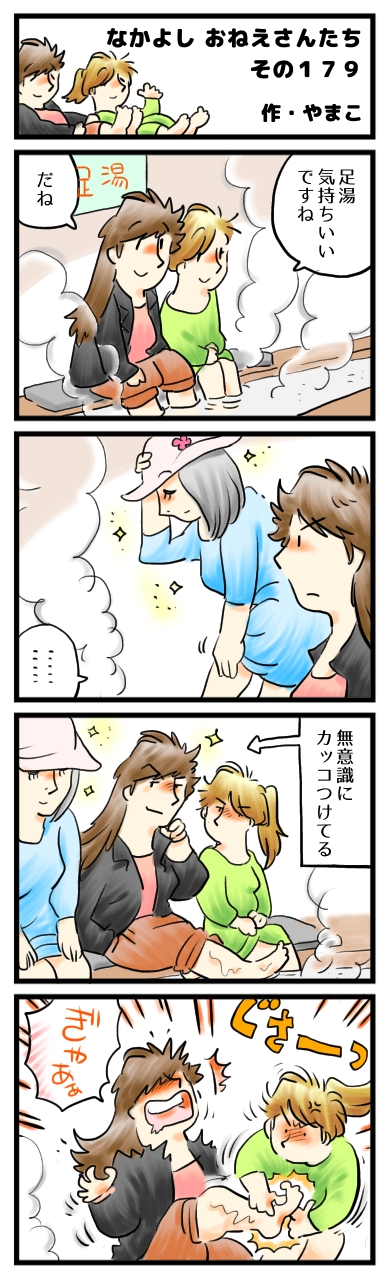 なかよし おねえさんたち
その１７９
作・やまこ
足湯
気持ちいい
ですね
だね
足湯
………
無意識に
カッコつけてる
ぐさーっ
ぎゃあぁ